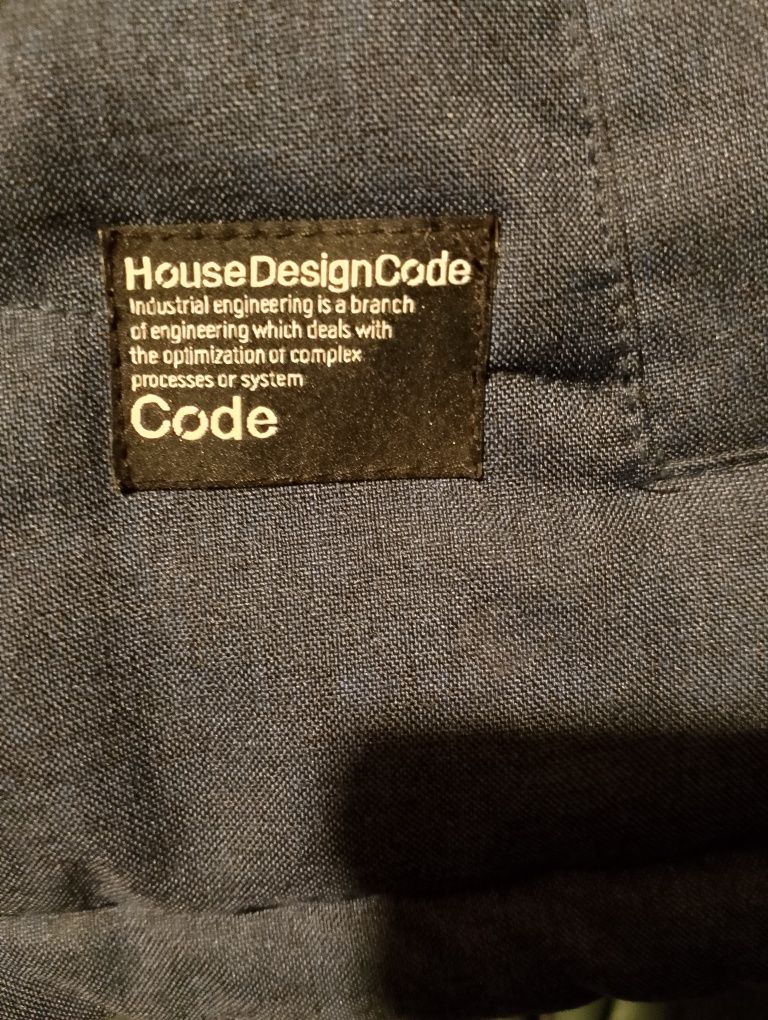 HouseDesignCode
Industrial engineering is a branch
of engineering which deals with
the optimization of complex
processes or system
Code